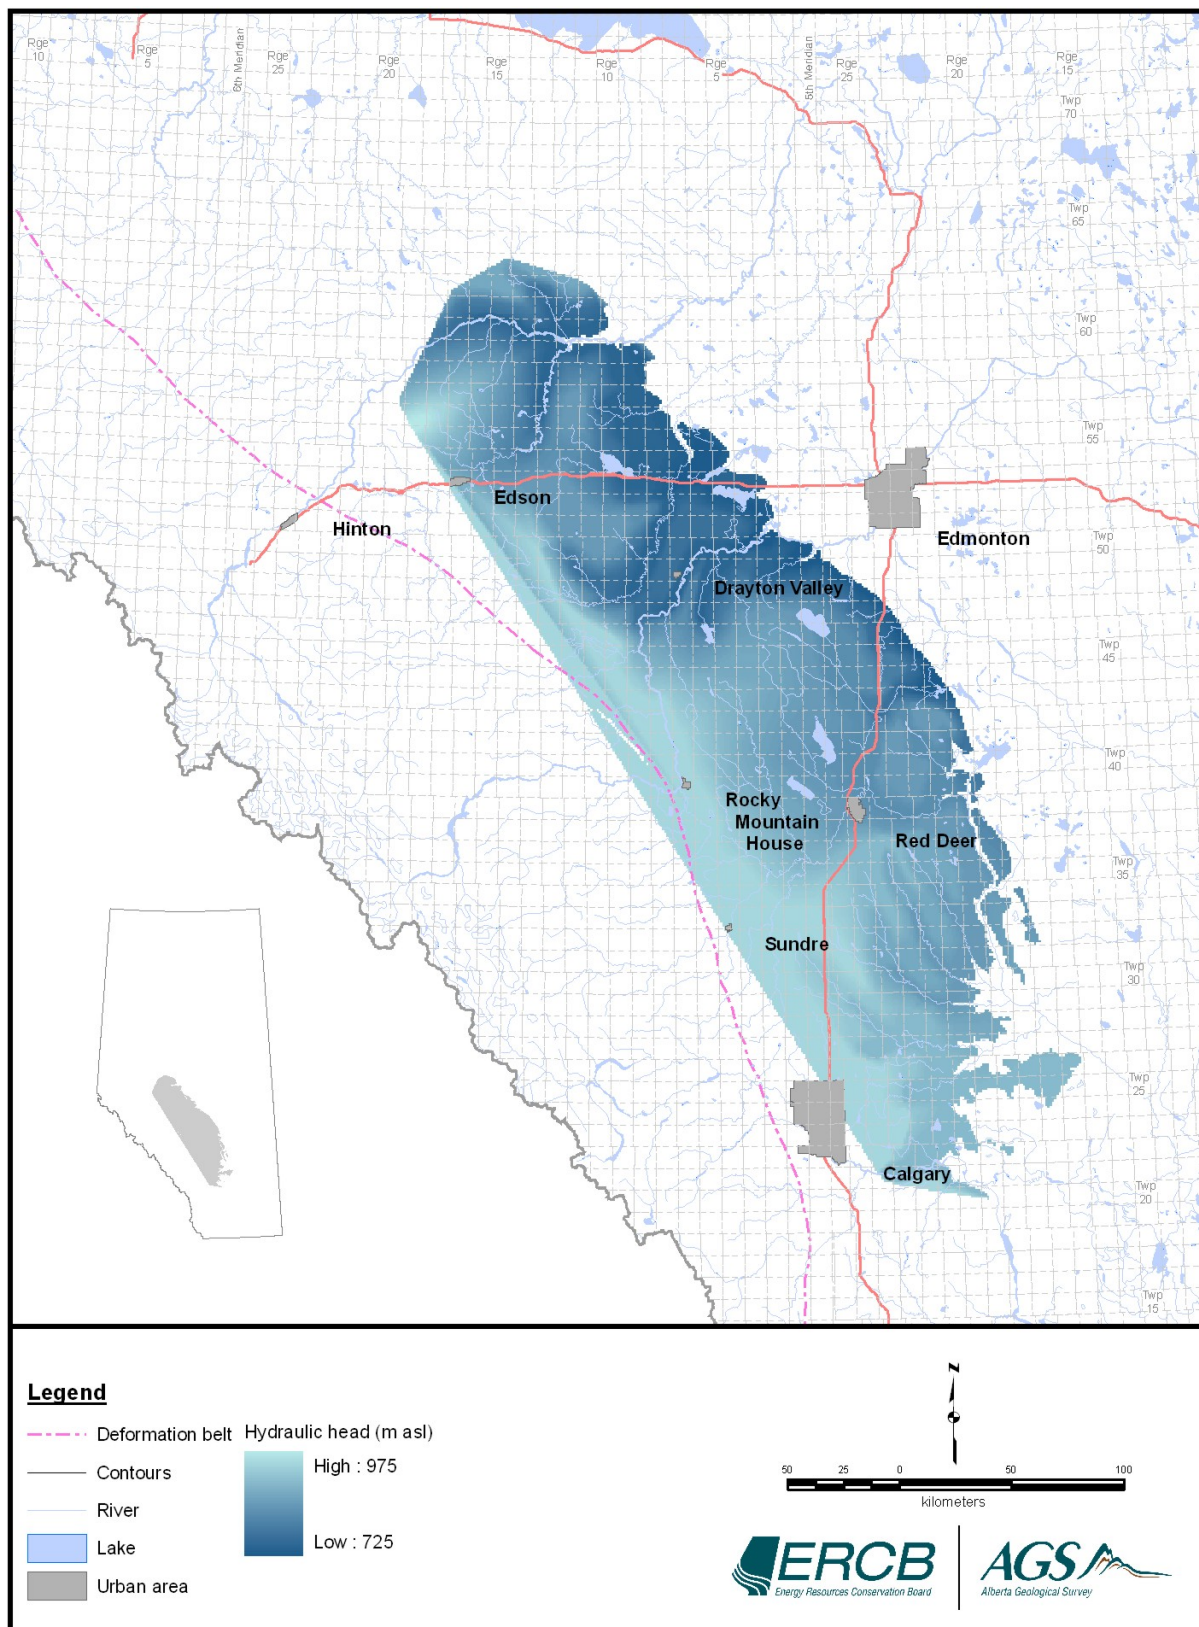 Rge
10
Rge
5
6th Meridian
Rge
25
Rge
20
Rge
15
Rge
10
Rge
5
5th Meridian
Rge
25
Rge
20
Rge
15
Twp
70
Twp
65
Twp
60
Twp
55
Twp
50
Twp
45
Twp
40
Twp
35
Twp
30
Twp
25
Twp
20
Twp
15
Edson
Hinton
Edmonton
Drayton Valley
Rocky
Mountain
House
Red Deer
Sundre
Calgary
Legend
Deformation belt
Contours
River
Lake
Urban area
Hydraulic head (m asl)
High : 975
Low : 725
N
50 25 0 50 100
kilometers
ERCB
Energy Resources Conservation Board
AGS
Alberta Geological Survey